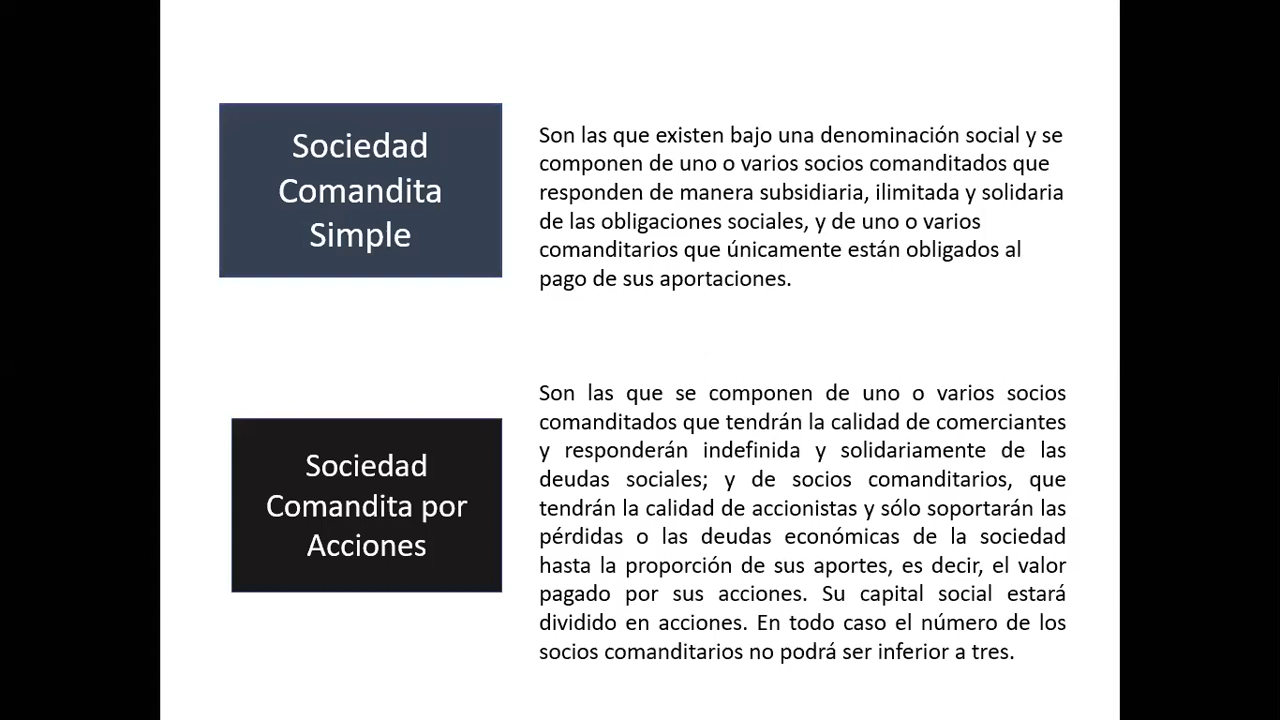 Sociedad
Comandita
Simple
Son las que existen bajo una denominación social y se
componen de uno o varios socios comanditados que
responden de manera subsidiaria, ilimitada y solidaria
de las obligaciones sociales, y de uno o varios
comanditarios que únicamente están obligados al
pago de sus aportaciones.
Sociedad
Comandita por
Acciones
Son las que se componen de uno o varios socios
comanditados que tendrán la calidad de comerciantes
y responderán indefinida y solidariamente de las
deudas sociales; y de socios comanditarios, que
tendrán la calidad de accionistas y sólo soportarán las
pérdidas o las deudas económicas de la sociedad
hasta la proporción de sus aportes, es decir, el valor
pagado por sus acciones. Su capital social estará
dividido en acciones. En todo caso el número de los
socios comanditarios no podrá ser inferior a tres.